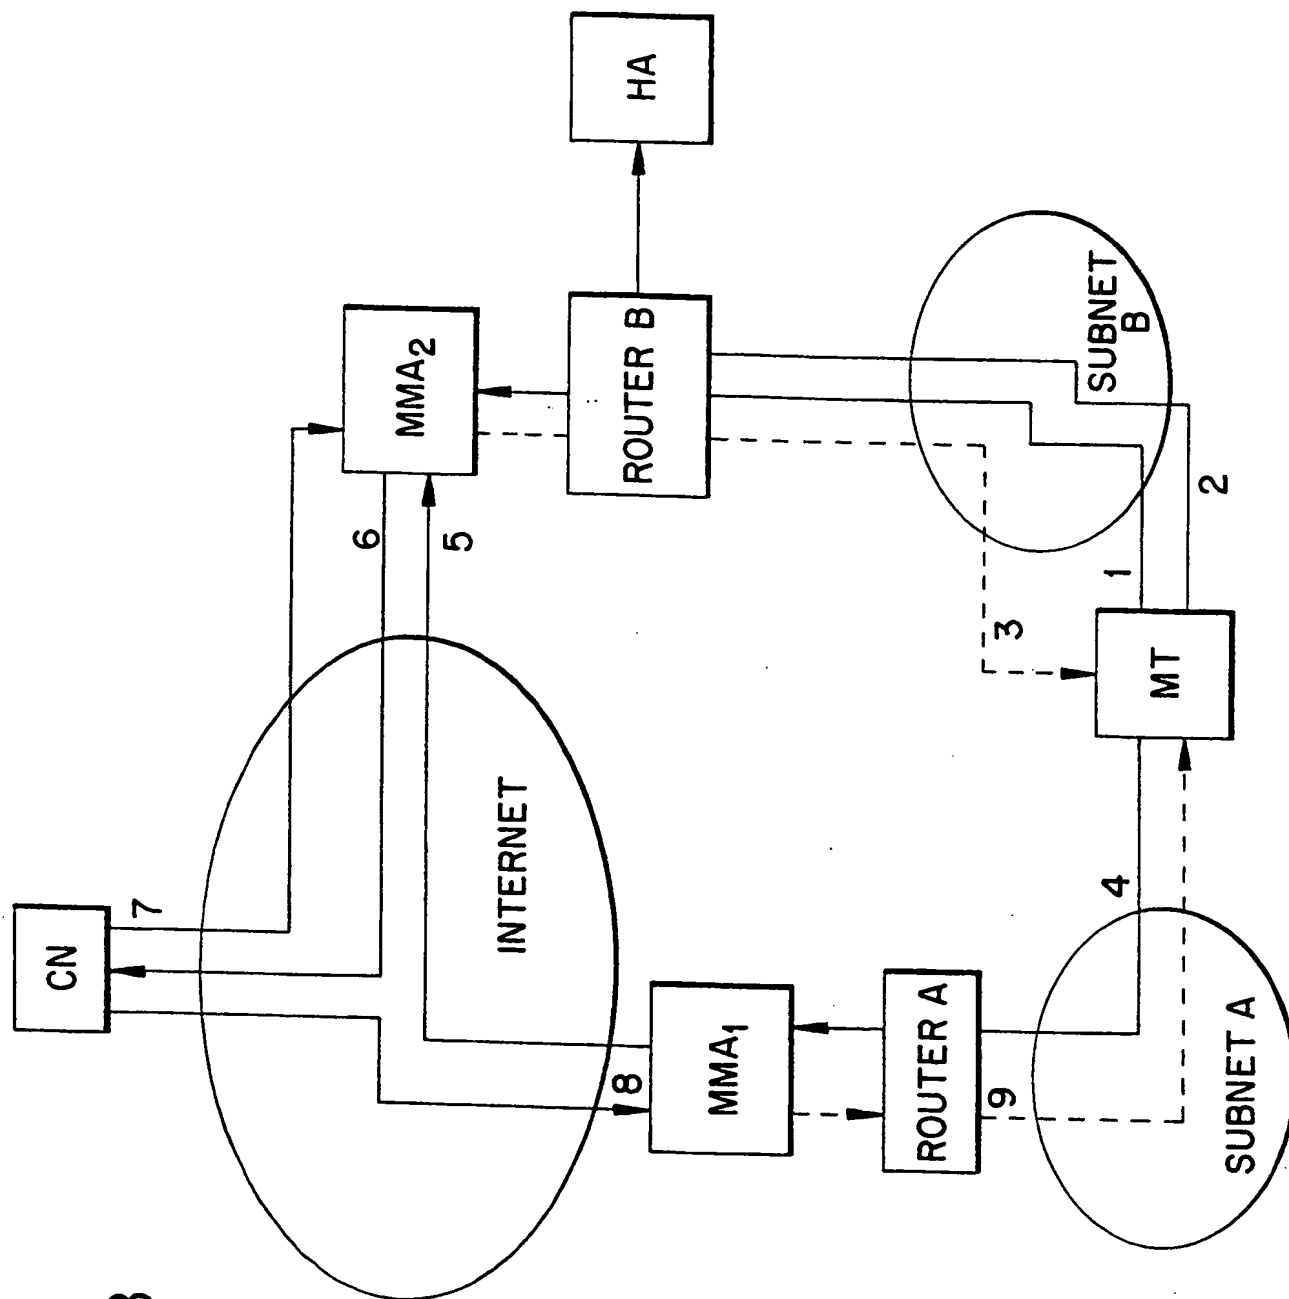 CN
7
INTERNET
8
MMA1
ROUTER A
9
SUBNET A
4
6
5
MMA2
ROUTER B
HA
3
MT
1
2
SUBNET
B